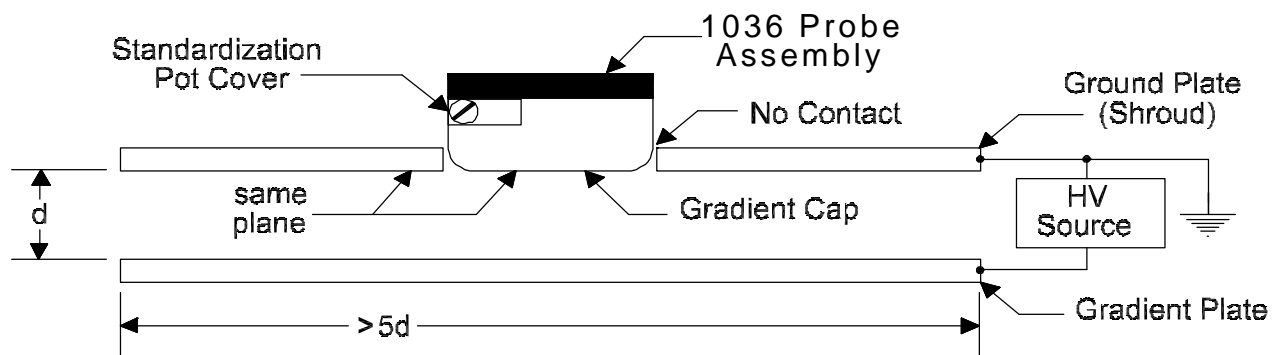 1036 Probe
Assembly
Standardization
Pot Cover
No Contact
Ground Plate
(Shroud)
same
plane
Gradient Cap
d
HV
Source
Gradient Plate
>5d